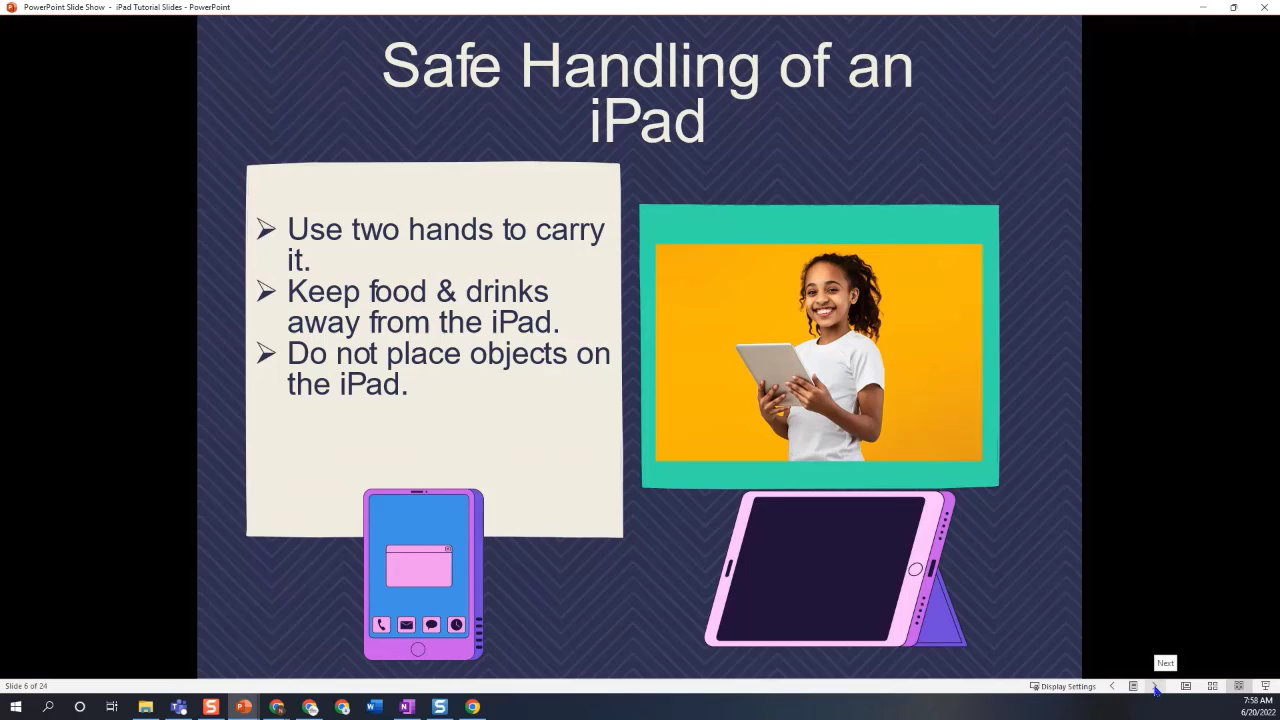 PowerPoint Slide Show - iPad Tutorial Slides - PowerPoint
Safe Handling of an
iPad
Use two hands to carry
it.
Keep food & drinks
away from the iPad.
Do not place objects on
the iPad.
Next
Slide 6 of 24
Display Settings
7:58 AM
6/20/2022